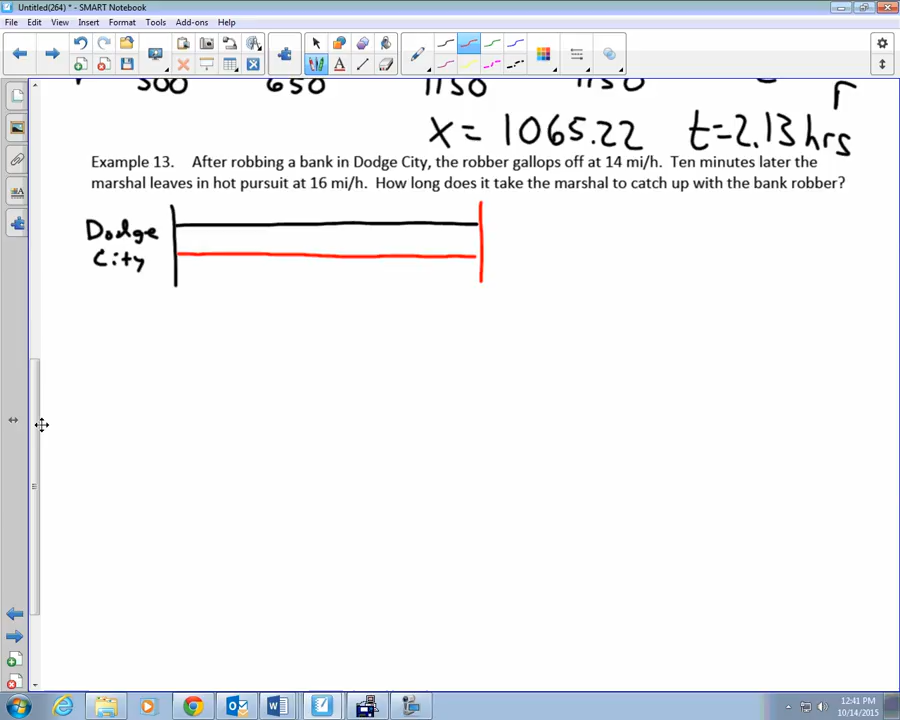 Untitled(264) * - SMART Notebook
File Edit View Insert Format Tools Add-ons Help
500 650 1150 1150 r
x = 1065.22 t=2.13 hrs
Example 13. After robbing a bank in Dodge City, the robber gallops off at 14 mi/h. Ten minutes later the
marshal leaves in hot pursuit at 16 mi/h. How long does it take the marshal to catch up with the bank robber?
Dodge
City
12:41 PM
10/14/2015